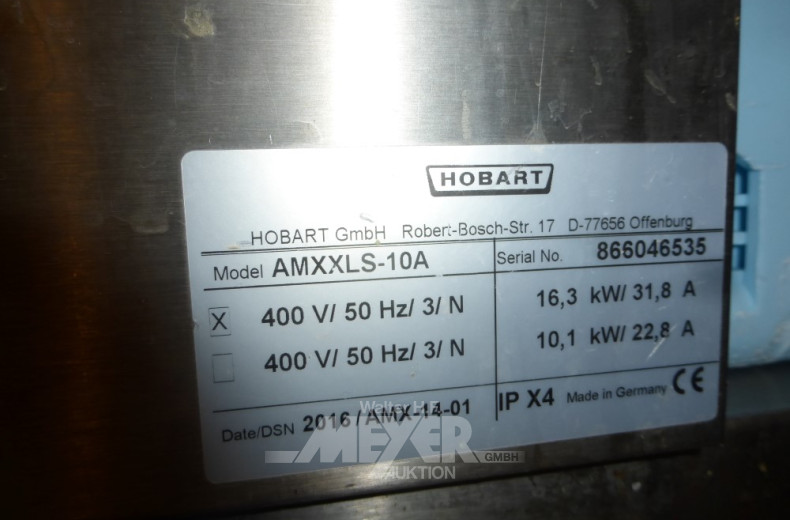 HOBART
HOBART GmbH Robert-Bosch-Str. 17 D-77656 Offenburg
Model AMXXLS-10A Serial No. 866046535
X 400 V/ 50 Hz/ 3/ N 16,3 kW/ 31,8 A
400 V/ 50 Hz/ 3/ N 10,1 kW/ 22,8 A
Date/DSN 2016/AMX-14-01 IP X4 Made in Germany CE
Walter H.F.
MEYER GMBH
AUKTION